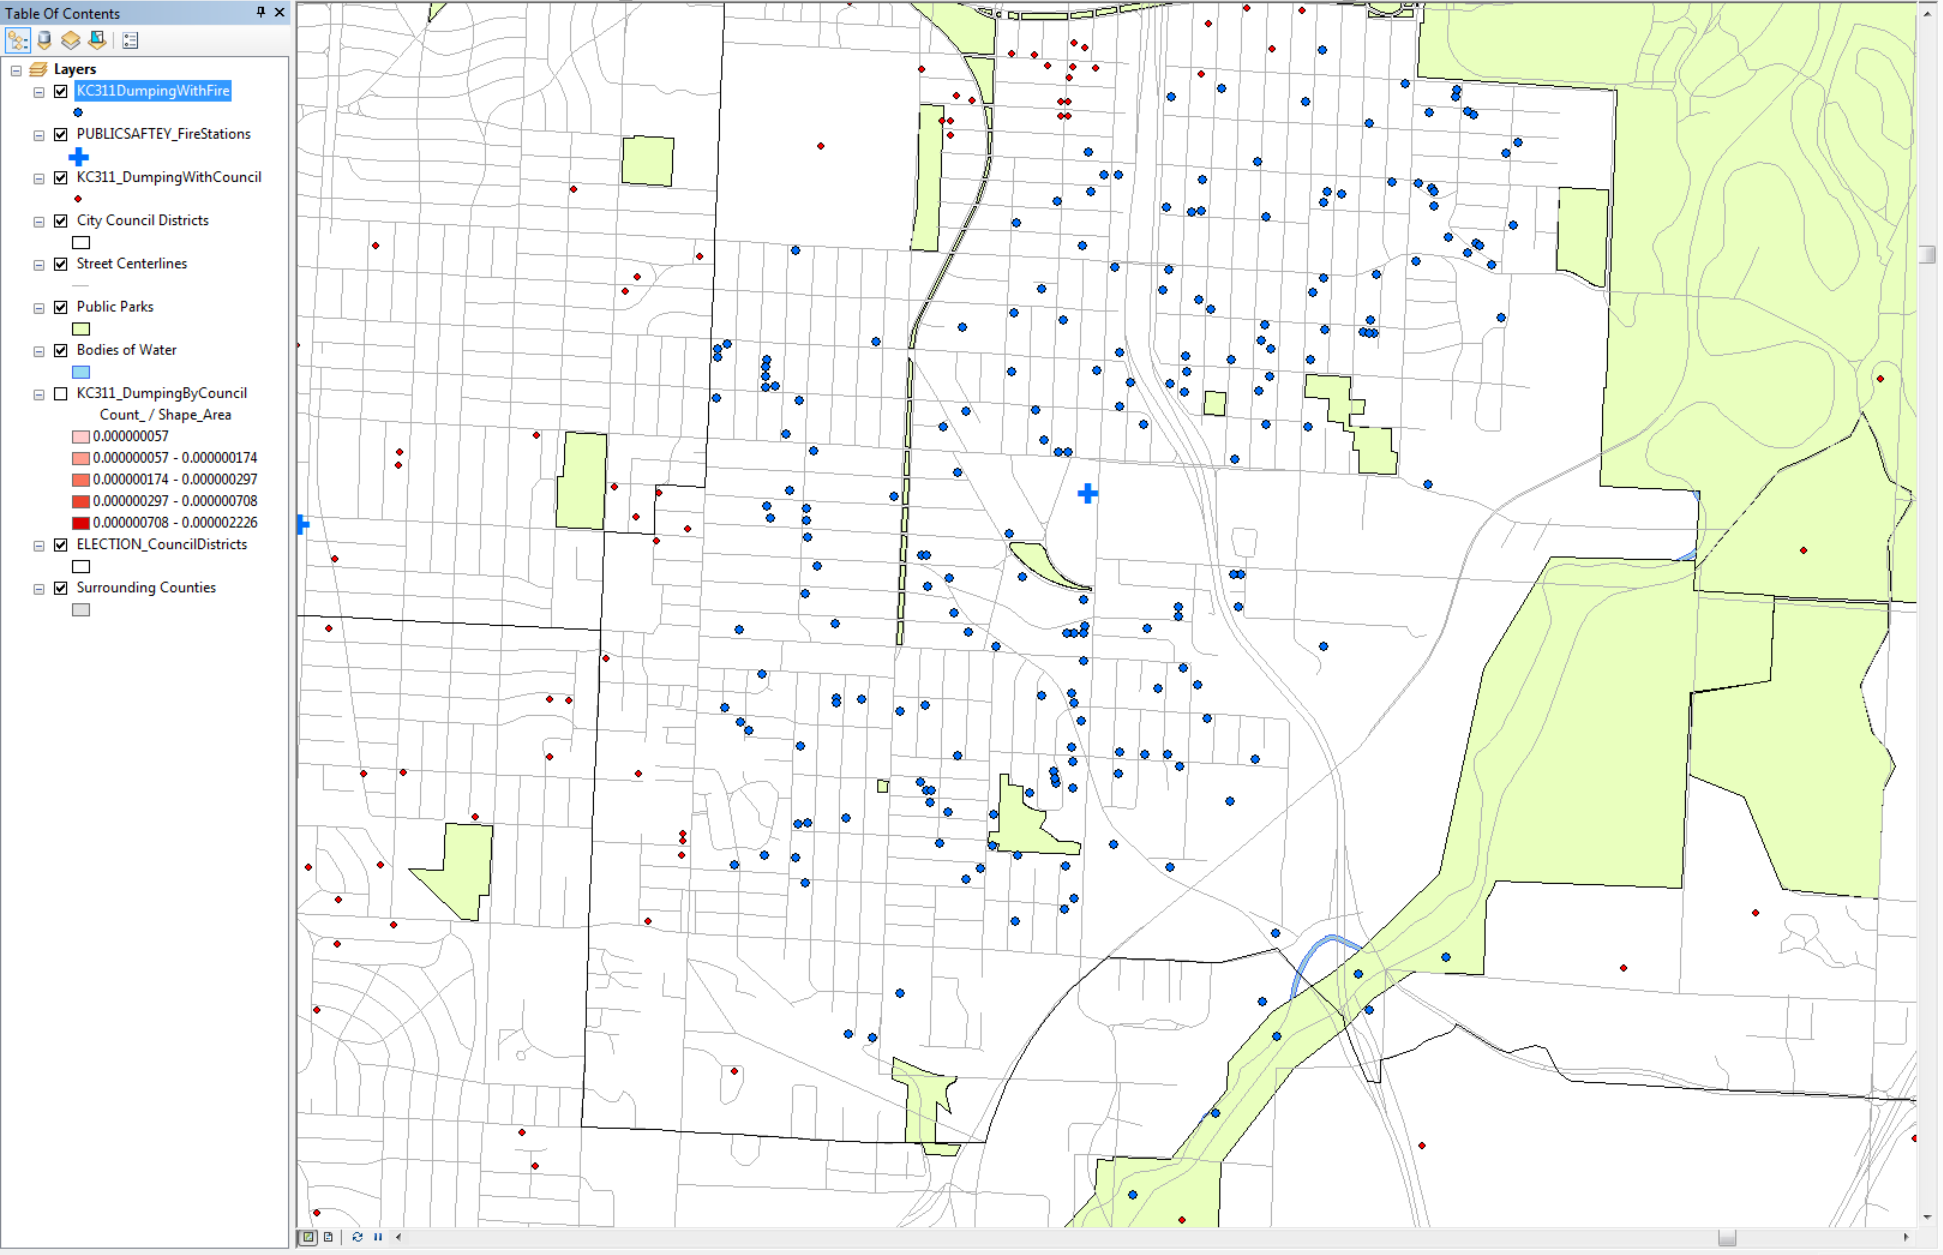 Table Of Contents
Layers
KC311DumpingWithFire
PUBLICSAFTEY_FireStations
KC311_DumpingWithCouncil
City Council Districts
Street Centerlines
Public Parks
Bodies of Water
KC311_DumpingByCouncil
Count_ / Shape_Area
0.000000057
0.000000057 - 0.000000174
0.000000174 - 0.000000297
0.000000297 - 0.000000708
0.000000708 - 0.000002226
ELECTION_CouncilDistricts
Surrounding Counties